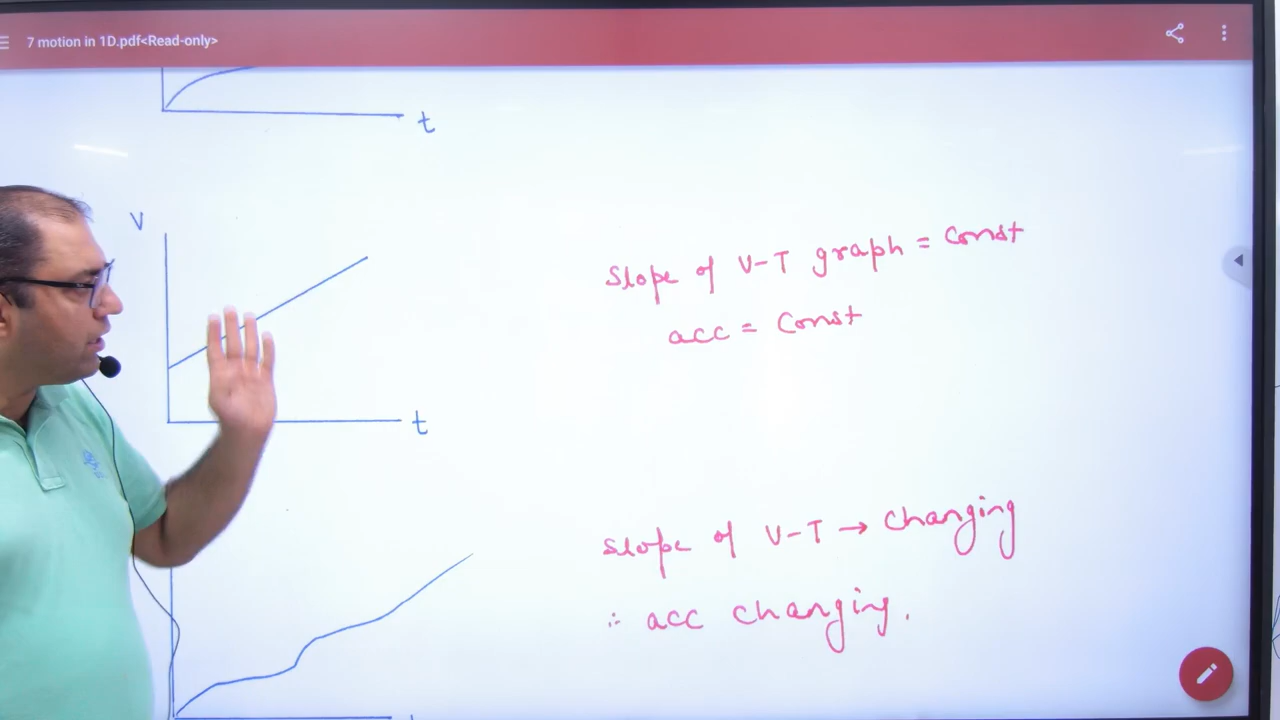 7 motion in 1D.pdf<Read-only>
t
V
Slope of V-T graph = Const
acc = Const
t
Slope of V-T → Changing
∴ acc changing.